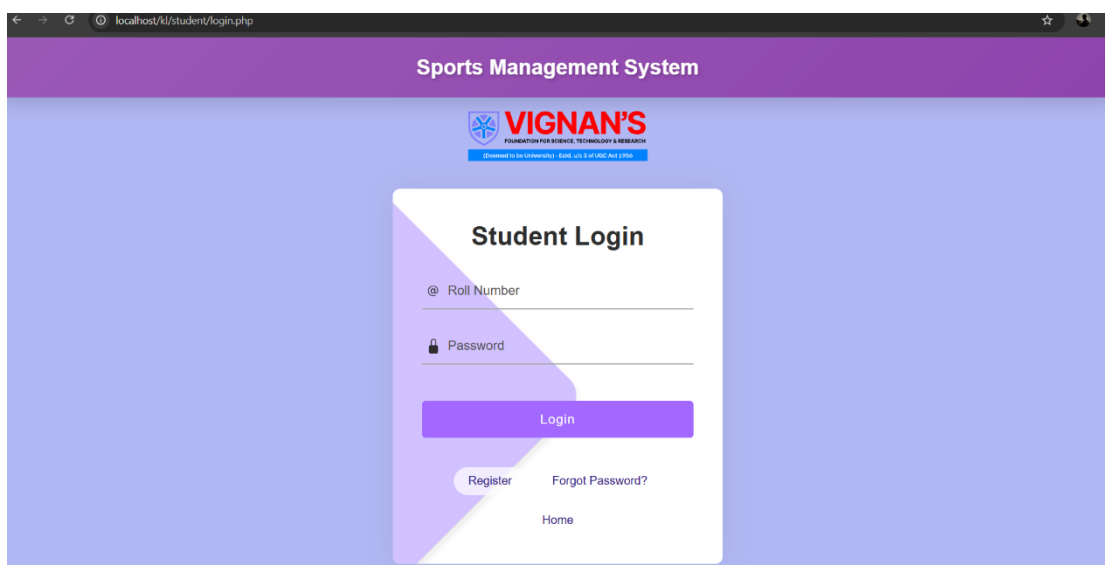 localhost/kl/student/login.php
Sports Management System
VIGNAN'S
FOUNDATION FOR SCIENCE, TECHNOLOGY & RESEARCH
(Deemed to be University) - Estd. u/s 3 of UGC Act 1956
Student Login
@ Roll Number
Password
Login
Register Forgot Password?
Home